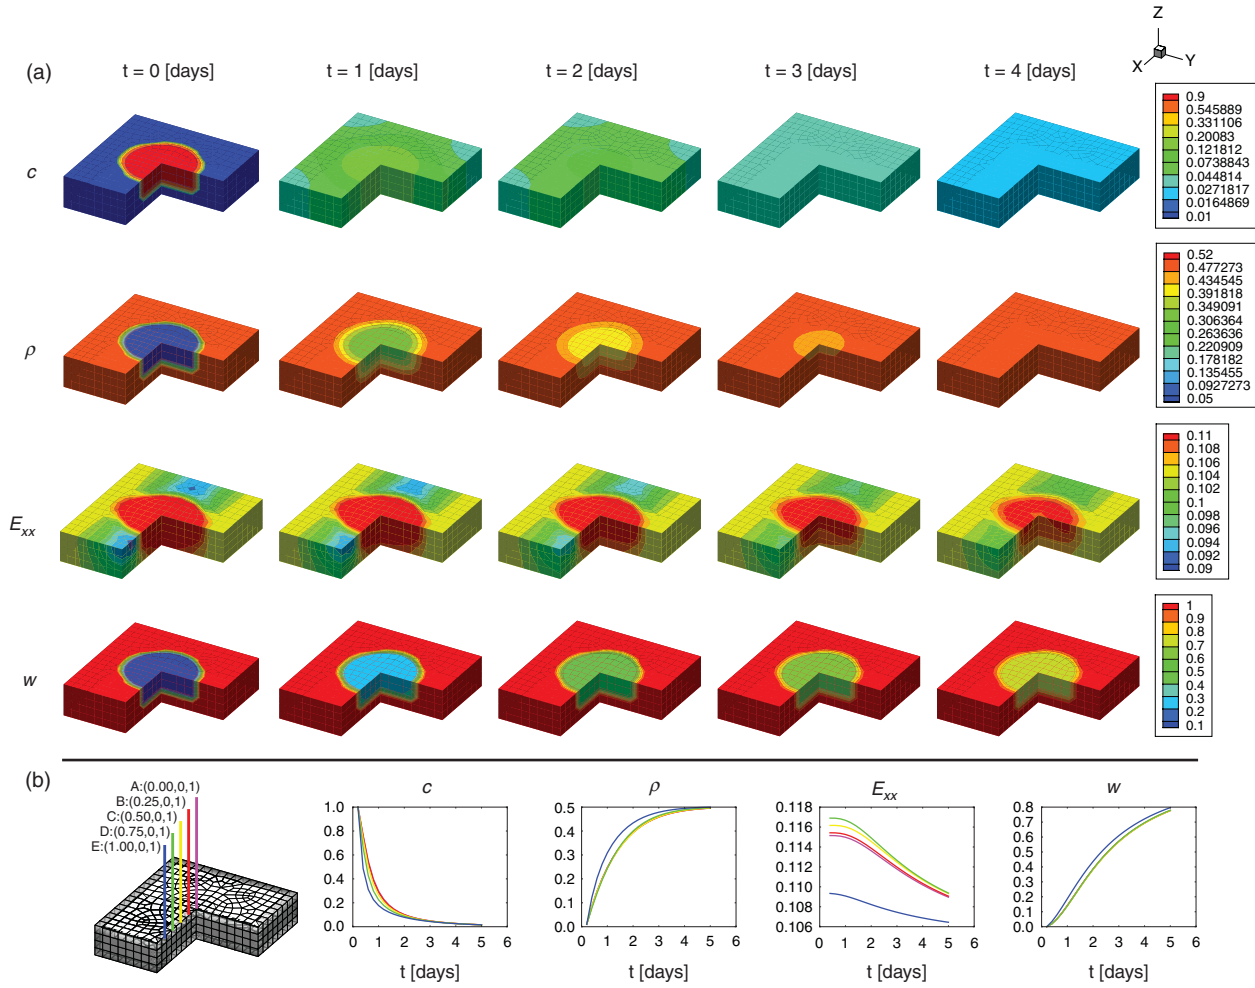 Z
X
Y
(a)
t = 0 [days]
t = 1 [days]
t = 2 [days]
t = 3 [days]
t = 4 [days]
c
0.9
0.545889
0.331106
0.20083
0.121812
0.0738843
0.044814
0.0271817
0.0164869
0.01
ρ
0.52
0.477273
0.434545
0.391818
0.349091
0.306364
0.263636
0.220909
0.178182
0.135455
0.0927273
0.05
Exx
0.11
0.108
0.106
0.104
0.102
0.1
0.098
0.096
0.094
0.092
0.09
w
1
0.9
0.8
0.7
0.6
0.5
0.4
0.3
0.2
0.1
(b)
A:(0.00,0,1)
B:(0.25,0,1)
C:(0.50,0,1)
D:(0.75,0,1)
E:(1.00,0,1)
c
1.0
0.8
0.6
0.4
0.2
0.0
0 1 2 3 4 5 6
t [days]
ρ
0.5
0.4
0.3
0.2
0.1
0.0
0 1 2 3 4 5 6
t [days]
Exx
0.118
0.116
0.114
0.112
0.110
0.108
0.106
0 1 2 3 4 5 6
t [days]
w
0.8
0.7
0.6
0.5
0.4
0.3
0.2
0.1
0.0
0 1 2 3 4 5 6
t [days]